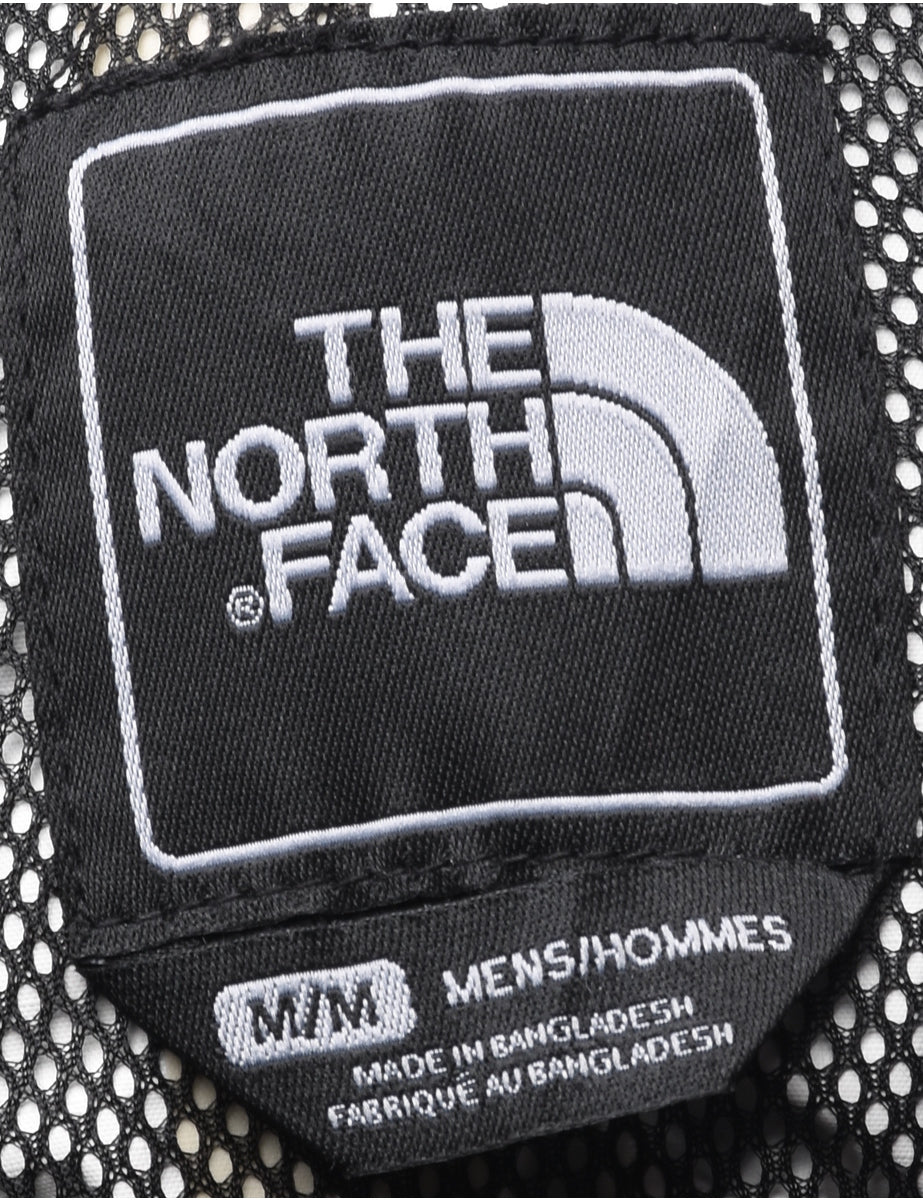 THE
NORTH
®FACE
M/M MENS/HOMMES
MADE IN BANGLADESH
FABRIQUÉ AU BANGLADESH